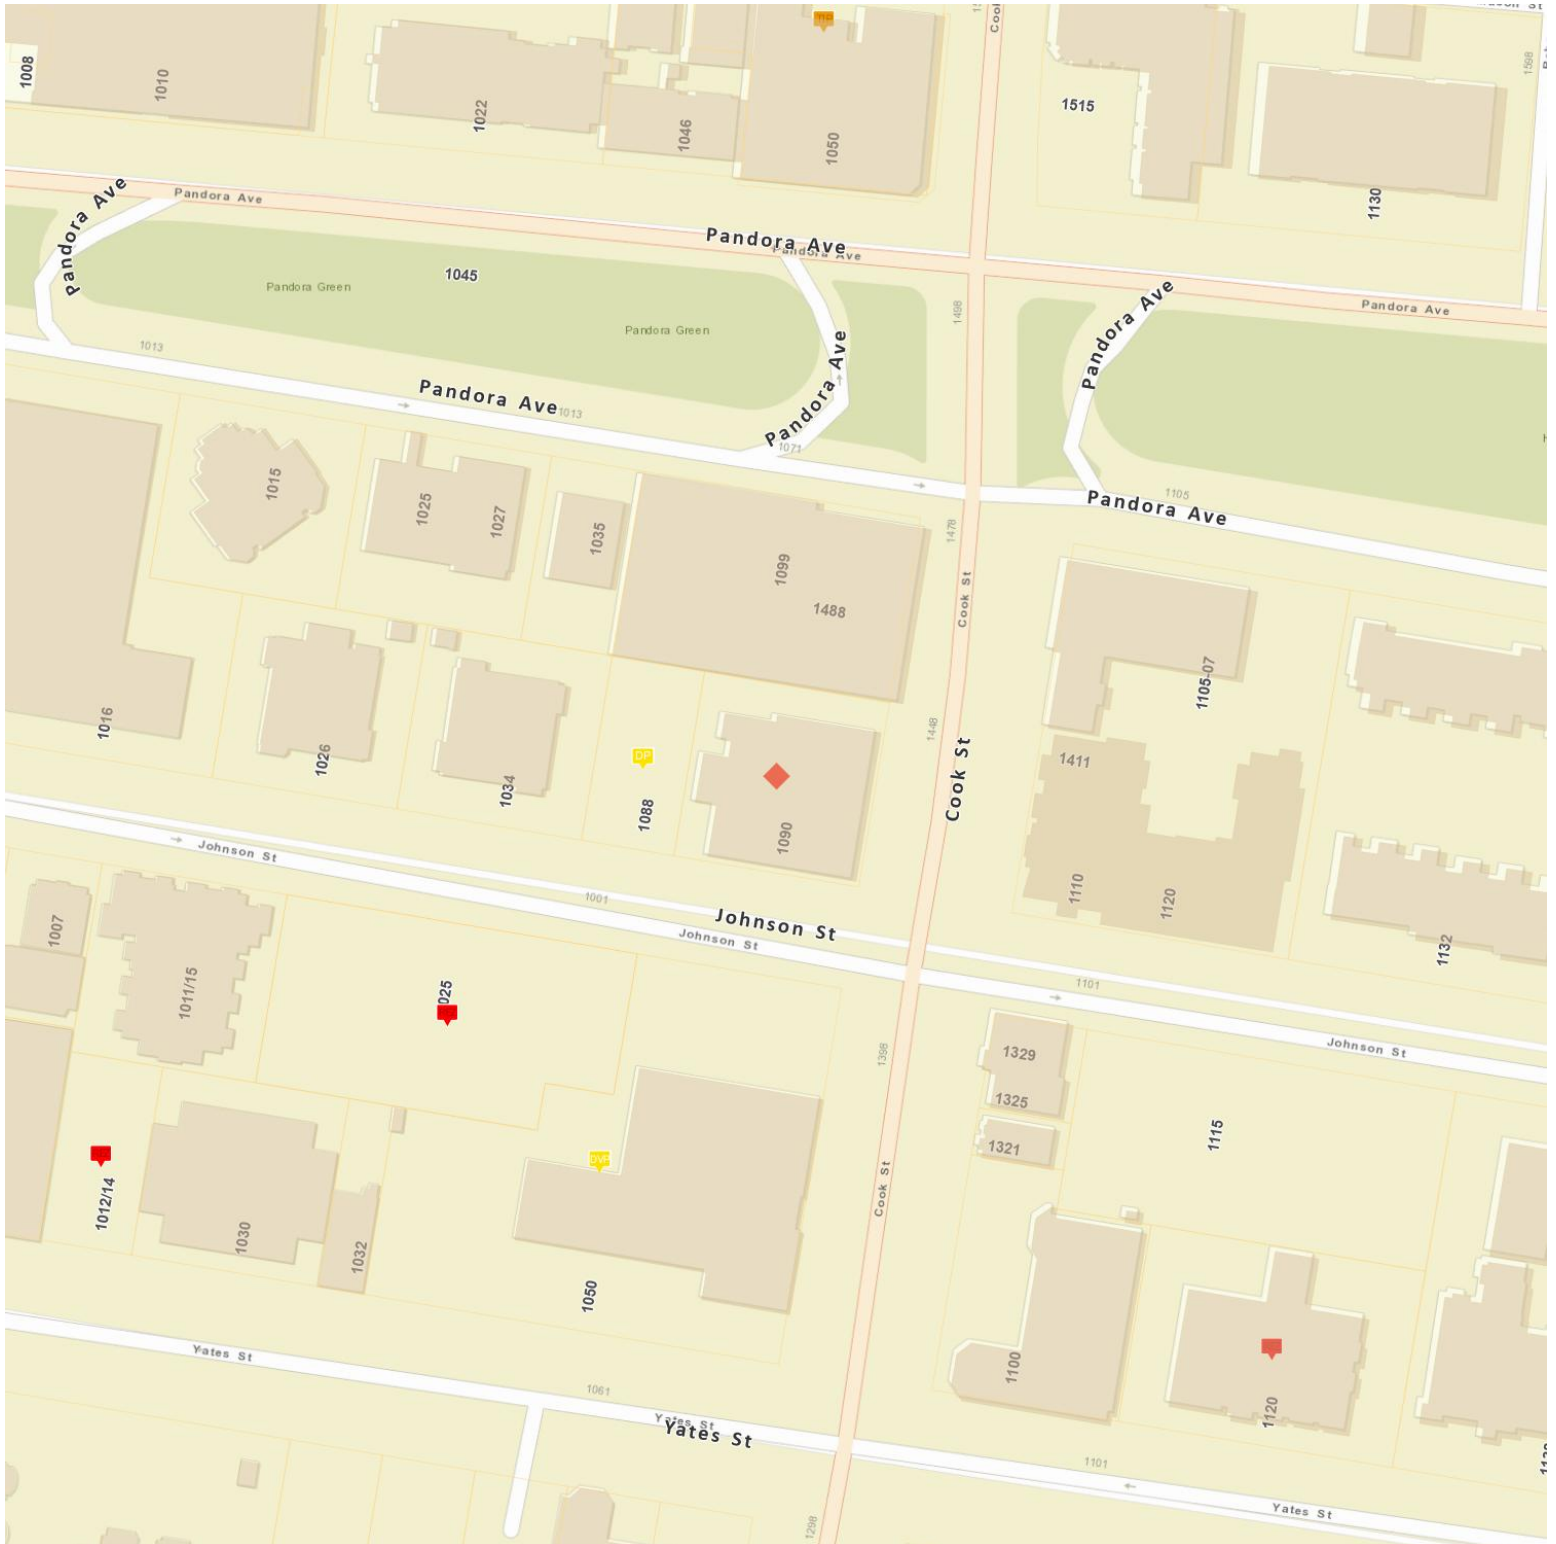 1008
1010
1022
1046
1050
1515
1130
1598
Pandora Ave
Pandora Ave
Pandora Ave
Pandora Ave
1045
Pandora Green
Pandora Green
1498
Pandora Ave
Pandora Ave
Pandora Ave
1013
Pandora Ave
1013
Pandora Ave
1071
1105
Pandora Ave
1015
1025
1027
1035
1099
1488
1478
Cook St
1016
1026
1034
DP
1088
1090
1448
Cook St
1105-07
1411
1110
1120
1132
Johnson St
1001
Johnson St
Johnson St
1101
Johnson St
1007
1011/15
1398
1329
1325
1321
1115
1012/14
1030
1032
DVP
1050
Cook St
1100
1120
Yates St
1061
Yates St
Yates St
1101
Yates St
1298